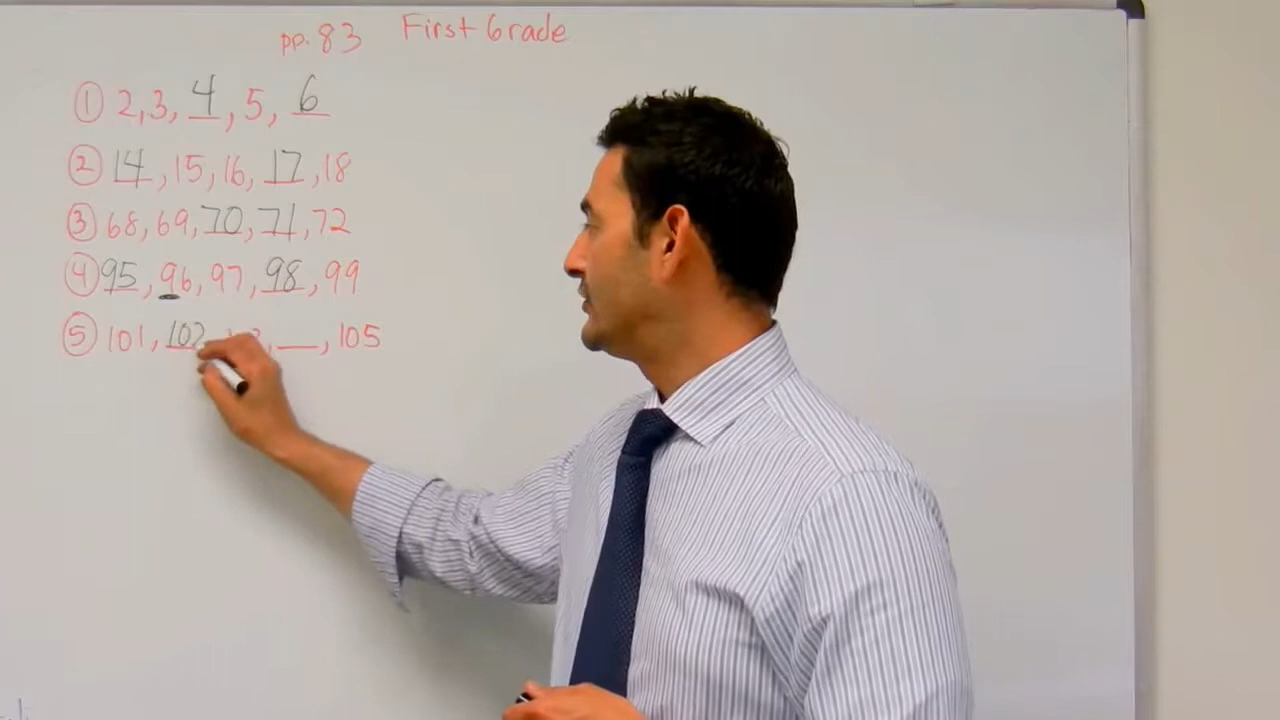 pp. 83 First Grade
① 2, 3, 4, 5, 6
② 14, 15, 16, 17, 18
③ 68, 69, 70, 71, 72
④ 95, 96, 97, 98, 99
⑤ 101, 102, __, 105